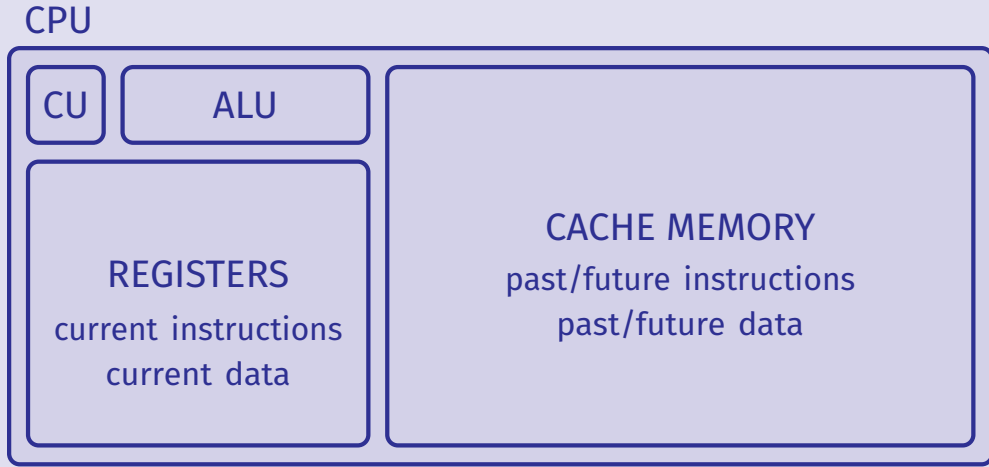 CPU
CU
ALU
REGISTERS
current instructions
current data
CACHE MEMORY
past/future instructions
past/future data